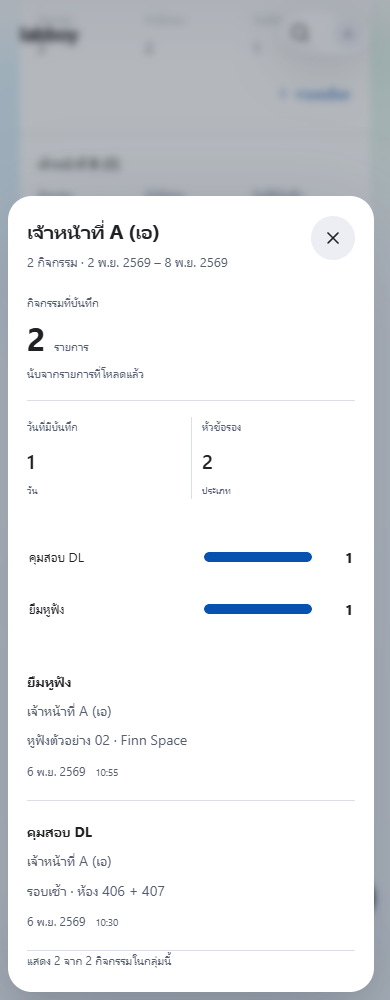 labboy
เจ้าหน้าที่ A (เอ)
2 กิจกรรม · 2 พ.ย. 2569 – 8 พ.ย. 2569
กิจกรรมที่บันทึก
2 รายการ
นับจากรายการที่โหลดแล้ว
วันที่มีบันทึก
1
วัน
หัวข้อรอง
2
ประเภท
คุมสอบ DL 1
ยืมหูฟัง 1
ยืมหูฟัง
เจ้าหน้าที่ A (เอ)
หูฟังตัวอย่าง 02 · Finn Space
6 พ.ย. 2569 10:55
คุมสอบ DL
เจ้าหน้าที่ A (เอ)
รอบเช้า · ห้อง 406 + 407
6 พ.ย. 2569 10:30
แสดง 2 จาก 2 กิจกรรมในกลุ่มนี้